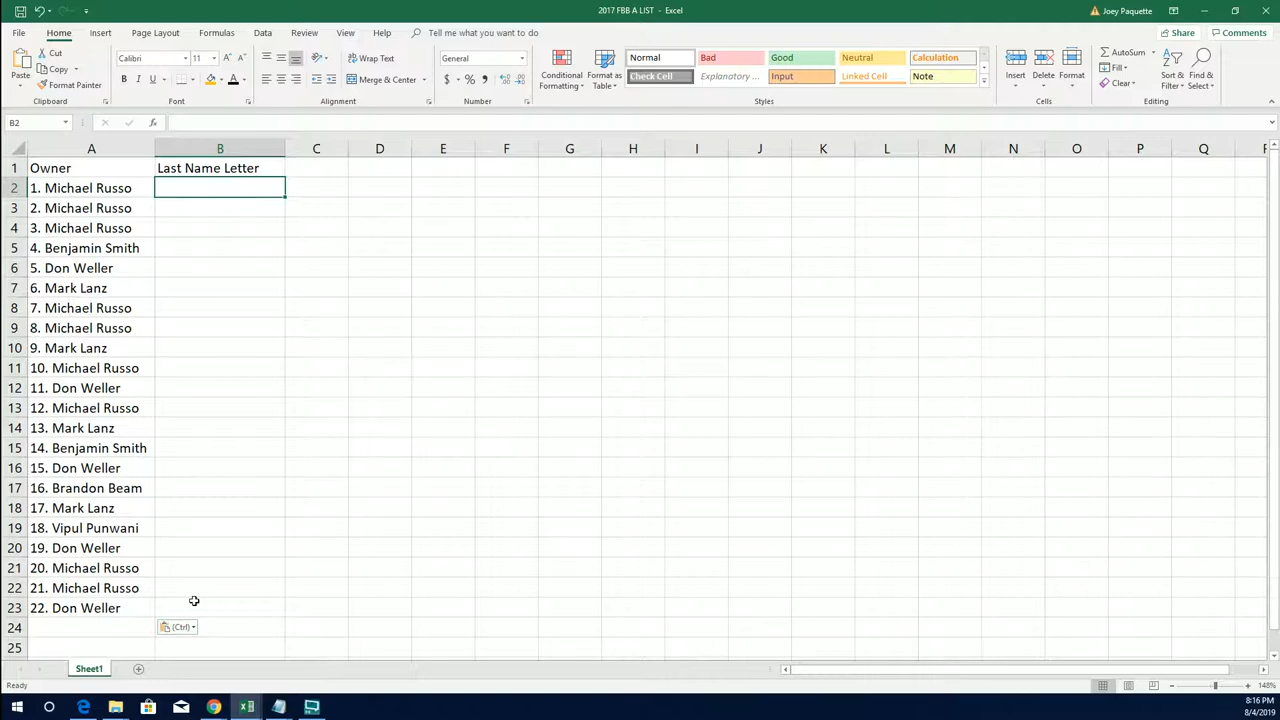 2017 FBB A LIST - Excel
Joey Paquette
File Home Insert Page Layout Formulas Data Review View Help Tell me what you want to do
Share Comments
Paste
Cut
Copy
Format Painter
Clipboard
Calibri 11
B I U
Font
Wrap Text
Merge & Center
Alignment
General
$ % ,
Number
Conditional Formatting
Format as Table
Normal Bad Good Neutral Calculation
Check Cell Explanatory ... Input Linked Cell Note
Styles
Insert Delete Format
Cells
AutoSum
Fill
Clear
Sort & Filter
Find & Select
Editing
B2
fx
A B C D E F G H I J K L M N O P Q
1 Owner Last Name Letter
2 1. Michael Russo
3 2. Michael Russo
4 3. Michael Russo
5 4. Benjamin Smith
6 5. Don Weller
7 6. Mark Lanz
8 7. Michael Russo
9 8. Michael Russo
10 9. Mark Lanz
11 10. Michael Russo
12 11. Don Weller
13 12. Michael Russo
14 13. Mark Lanz
15 14. Benjamin Smith
16 15. Don Weller
17 16. Brandon Beam
18 17. Mark Lanz
19 18. Vipul Punwani
20 19. Don Weller
21 20. Michael Russo
22 21. Michael Russo
23 22. Don Weller
24 (Ctrl)
25
Sheet1
Ready
148%
8:16 PM
8/4/2019